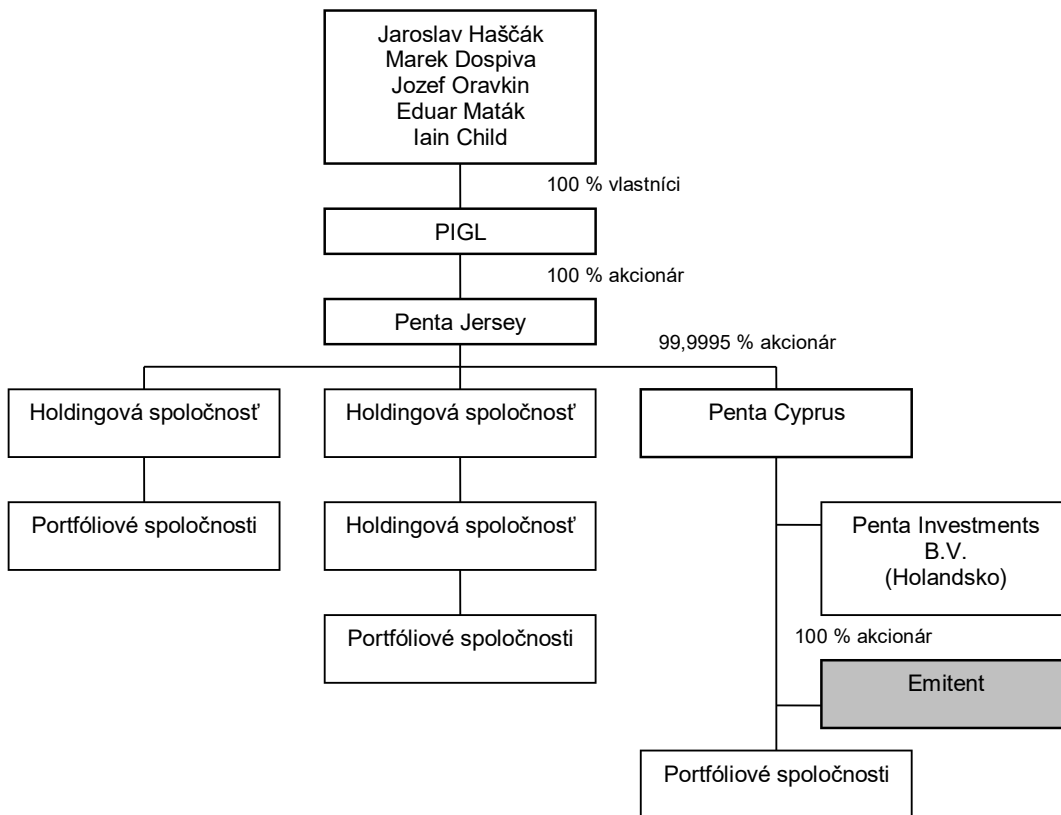 Jaroslav Haščák
Marek Dospiva
Jozef Oravkin
Eduar Maták
Iain Child
100 % vlastníci
PIGL
100 % akcionár
Penta Jersey
99,9995 % akcionár
Holdingová spoločnosť
Holdingová spoločnosť
Penta Cyprus
Portfóliové spoločnosti
Holdingová spoločnosť
Penta Investments
B.V.
(Holandsko)
Portfóliové spoločnosti
100 % akcionár
Emitent
Portfóliové spoločnosti